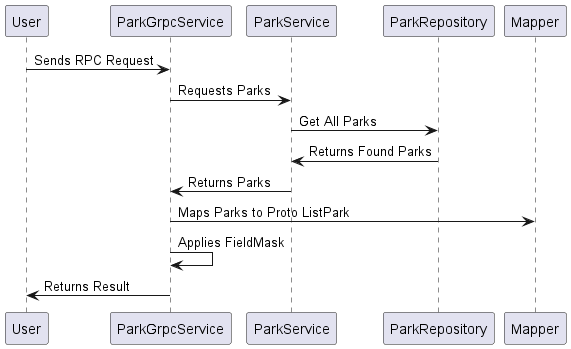 User
ParkGrpcService
ParkService
ParkRepository
Mapper
Sends RPC Request
Requests Parks
Get All Parks
Returns Found Parks
Returns Parks
Maps Parks to Proto ListPark
Applies FieldMask
Returns Result
User
ParkGrpcService
ParkService
ParkRepository
Mapper